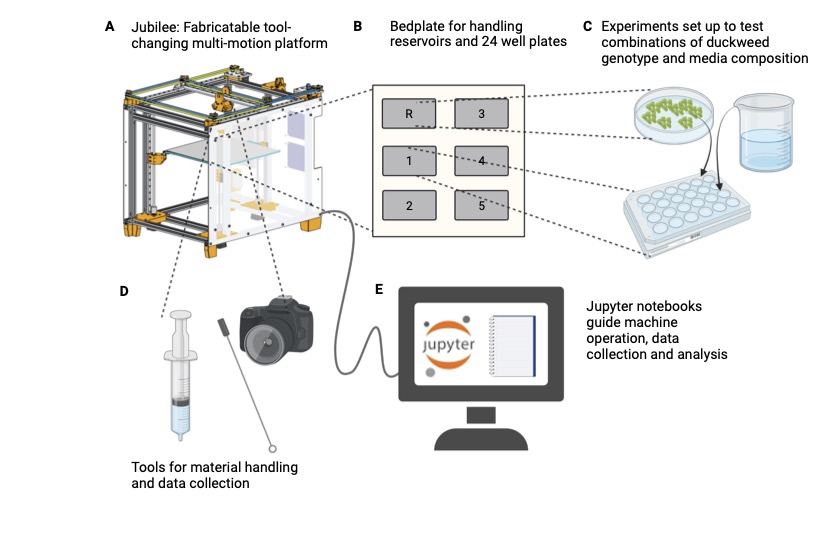 A Jubilee: Fabricatable tool-
changing multi-motion platform
B Bedplate for handling
reservoirs and 24 well plates
C Experiments set up to test
combinations of duckweed
genotype and media composition
R 3
1 4
2 5
D
Tools for material handling
and data collection
E
jupyter
Jupyter notebooks
guide machine
operation, data
collection and analysis